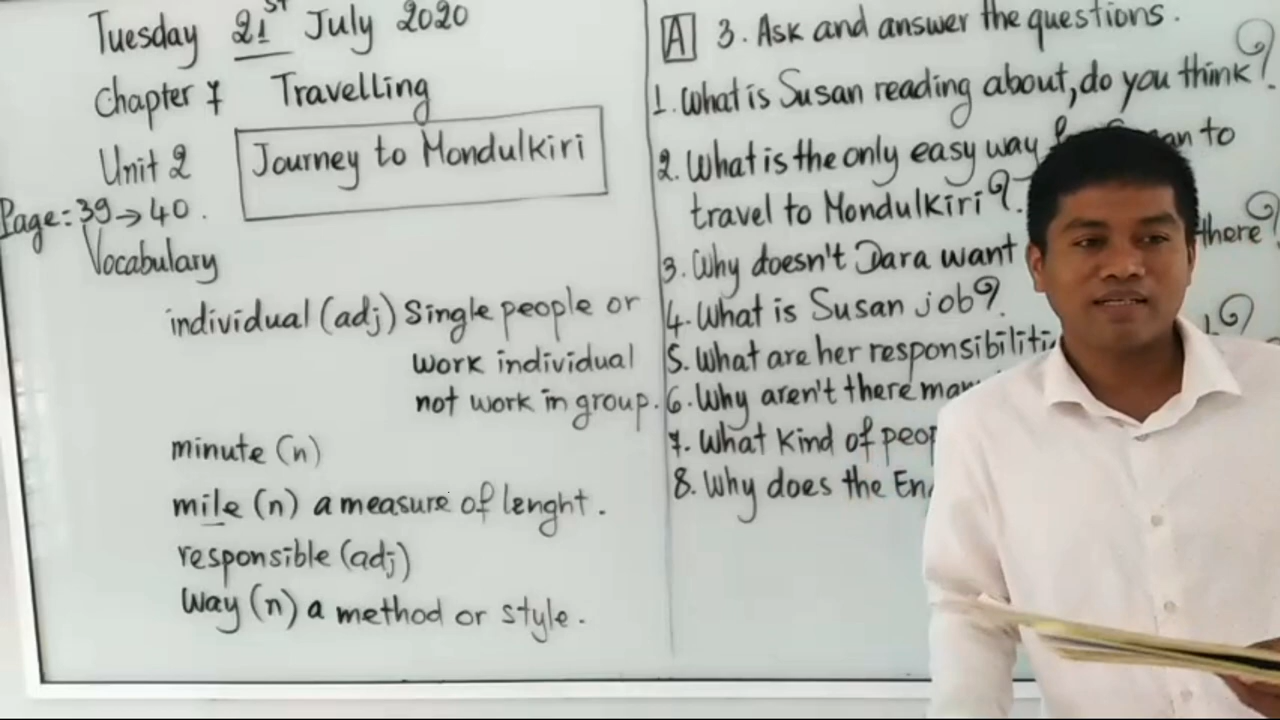 Tuesday 21st July 2020
Chapter 7 Travelling
Unit 2 Journey to Mondulkiri
Page: 39→40.
Vocabulary
individual (adj) Single people or
work individual
not work in group.
minute (n)
mile (n) a measure of lenght.
responsible (adj)
Way (n) a method or style.
A 3. Ask and answer the questions.
1. What is Susan reading about, do you think?
2. What is the only easy way to
travel to Mondulkiri?
3. Why doesn't Dara want there?
4. What is Susan job?
5. What are her ?
6. Why aren't there
7. What kind of
8. Why does the